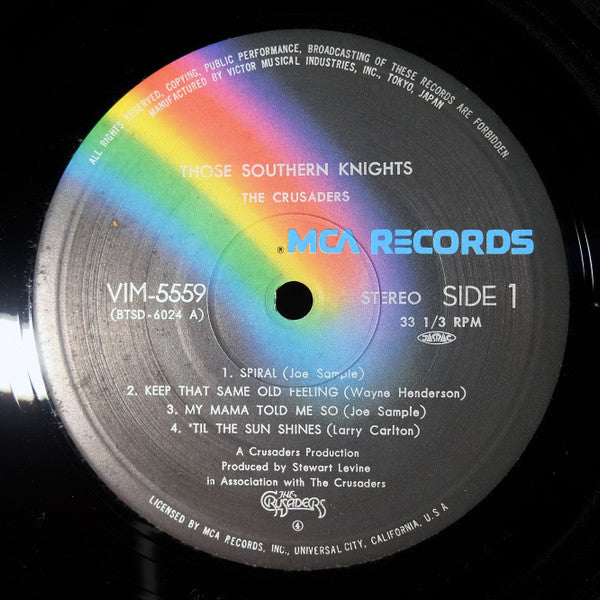 ALL RIGHTS RESERVED, COPYING, PUBLIC PERFORMANCE, BROADCASTING OF THESE RECORDS ARE FORBIDDEN.
MANUFACTURED BY VICTOR MUSICAL INDUSTRIES, INC., TOKYO, JAPAN
THOSE SOUTHERN KNIGHTS
THE CRUSADERS
® MCA RECORDS
VIM-5559
(BTSD-6024 A)
STEREO SIDE 1
33 1/3 RPM
JASRAC
1. SPIRAL (Joe Sample)
2. KEEP THAT SAME OLD FEELING (Wayne Henderson)
3. MY MAMA TOLD ME SO (Joe Sample)
4. 'TIL THE SUN SHINES (Larry Carlton)
A Crusaders Production
Produced by Stewart Levine
in Association with The Crusaders
THE CRUSADERS
LICENSED BY MCA RECORDS, INC., UNIVERSAL CITY, CALIFORNIA, U.S.A